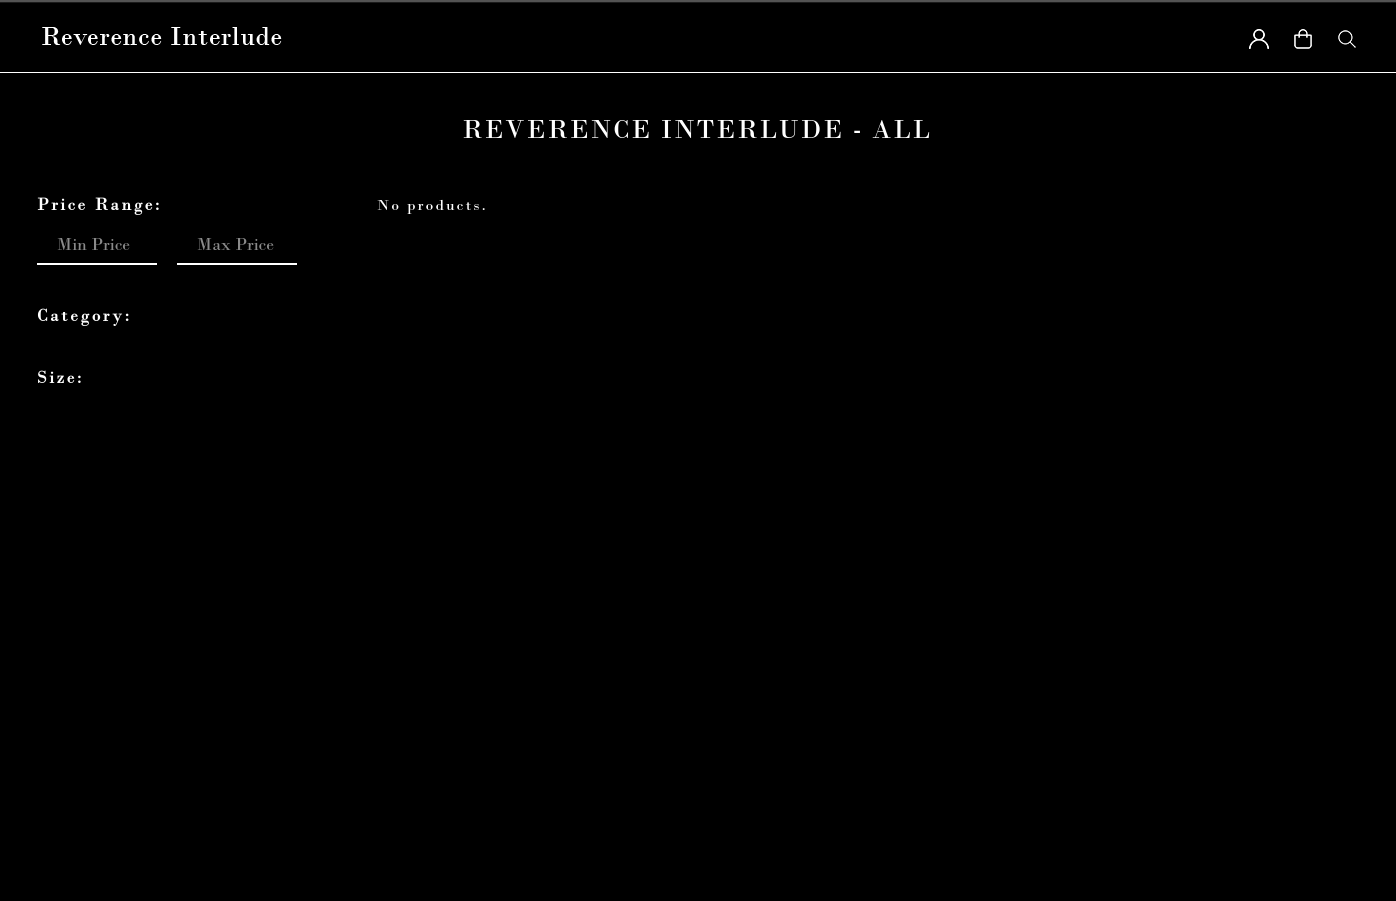 Reverence Interlude
REVERENCE INTERLUDE - ALL
Price Range:
Min Price Max Price
Category:
Size:
No products.